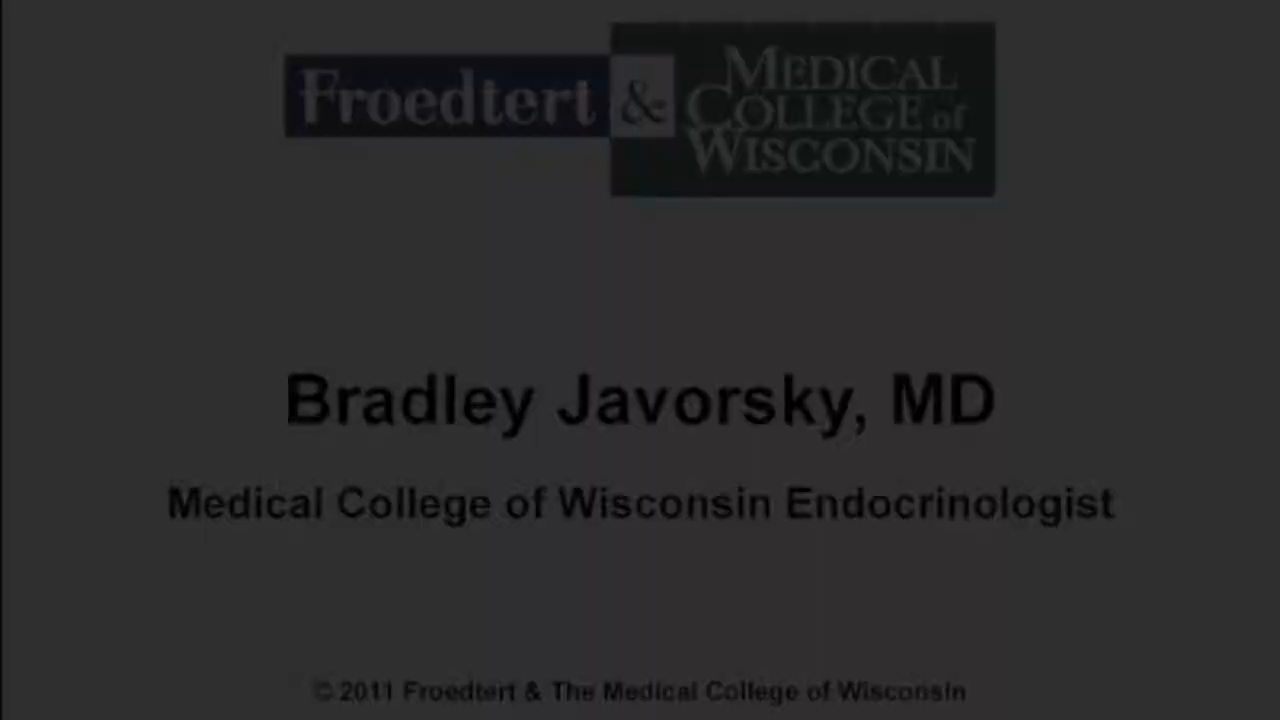 Froedtert & MEDICAL COLLEGE of WISCONSIN
Bradley Javorsky, MD
Medical College of Wisconsin Endocrinologist
© 2011 Froedtert & The Medical College of Wisconsin